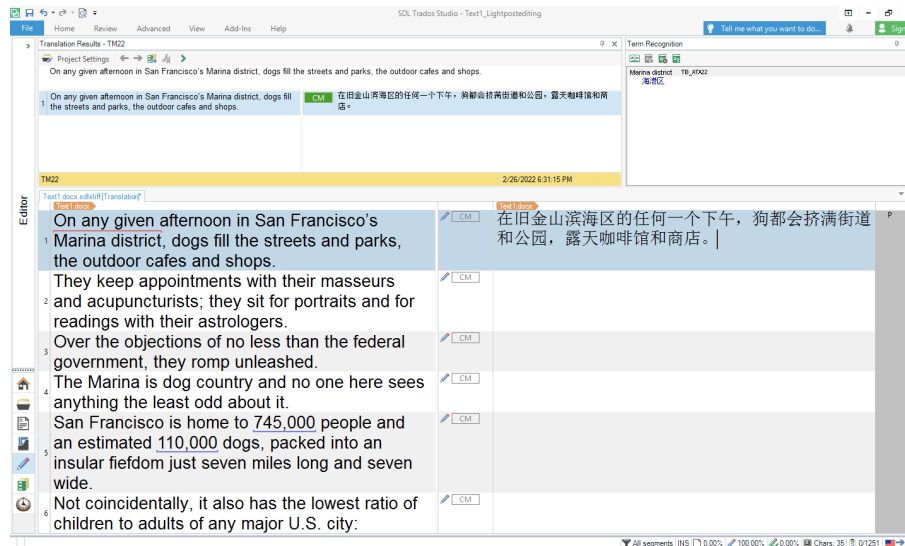 SDL Trados Studio - Text1_Lightpostediting
File Home Review Advanced View Add-Ins Help
Tell me what you want to do...
Sign
Translation Results - TM22
Project Settings
On any given afternoon in San Francisco's Marina district, dogs fill the streets and parks, the outdoor cafes and shops.
1 On any given afternoon in San Francisco's Marina district, dogs fill
the streets and parks, the outdoor cafes and shops.
CM
在旧金山滨海区的任何一个下午，狗都会挤满街道和公园，露天咖啡馆和商
店。
TM22 2/26/2022 6:31:15 PM
Term Recognition
Marina district TB_ATA22
海港区
Editor
Text1.docx.sdlxliff [Translation]*
Text1.docx
Text1.docx
1
On any given afternoon in San Francisco's
Marina district, dogs fill the streets and parks,
the outdoor cafes and shops.
CM
在旧金山滨海区的任何一个下午，狗都会挤满街道
和公园，露天咖啡馆和商店。
P
2
They keep appointments with their masseurs
and acupuncturists; they sit for portraits and for
readings with their astrologers.
CM
3
Over the objections of no less than the federal
government, they romp unleashed.
CM
4
The Marina is dog country and no one here sees
anything the least odd about it.
CM
5
San Francisco is home to 745,000 people and
an estimated 110,000 dogs, packed into an
insular fiefdom just seven miles long and seven
wide.
CM
6
Not coincidentally, it also has the lowest ratio of
children to adults of any major U.S. city:
CM
All segments INS 0.00% 100.00% 0.00% Chars: 35 0/1251